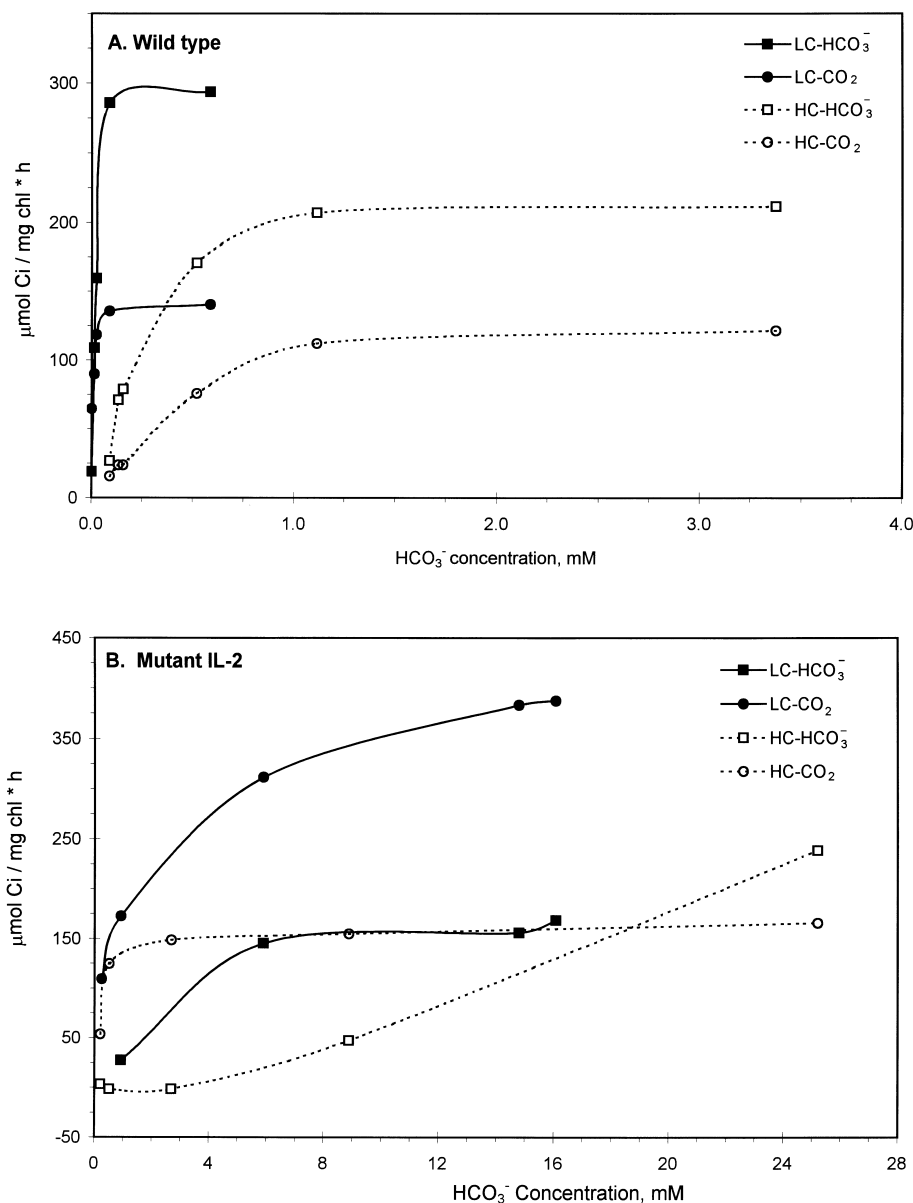 A. Wild type
LC-HCO₃⁻
LC-CO₂
HC-HCO₃⁻
HC-CO₂
300
200
100
0
µmol Ci / mg chl * h
0.0 1.0 2.0 3.0 4.0
HCO₃⁻ concentration, mM
B. Mutant IL-2
LC-HCO₃⁻
LC-CO₂
HC-HCO₃⁻
HC-CO₂
450
350
250
150
50
-50
µmol Ci / mg chl * h
0 4 8 12 16 20 24 28
HCO₃⁻ Concentration, mM